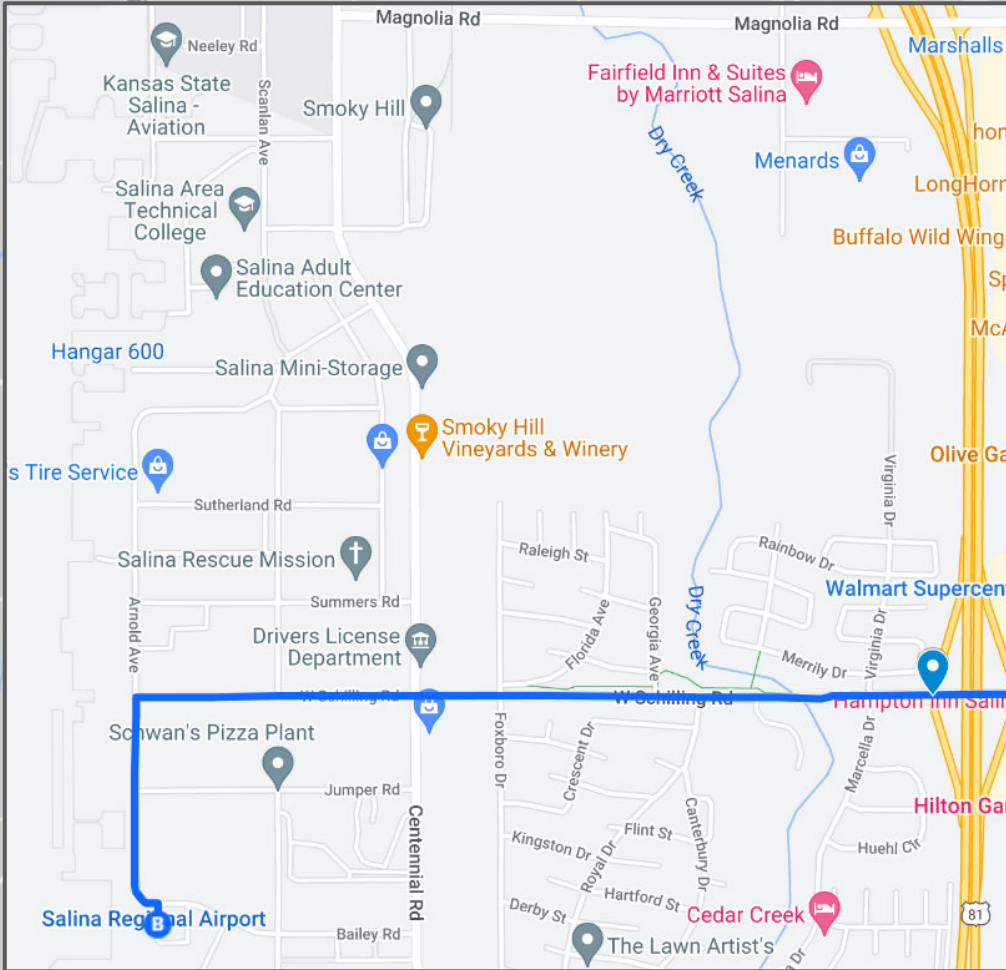 Magnolia Rd
Magnolia Rd
Neeley Rd
Marshalls
Kansas State
Salina -
Aviation
Scanlan Ave
Smoky Hill
Fairfield Inn & Suites
by Marriott Salina
Dry Creek
Menards
LongHorn
Salina Area
Technical
College
Buffalo Wild Wing
Salina Adult
Education Center
Hangar 600
Salina Mini-Storage
Smoky Hill
Vineyards & Winery
Olive Ga
s Tire Service
Virginia Dr
Sutherland Rd
Raleigh St
Rainbow Dr
Salina Rescue Mission
Dry Creek
Walmart Supercen
Summers Rd
Arnold Ave
Florida Ave
Georgia Ave
Virginia Dr
Drivers License
Department
Merrily Dr
W Schilling Rd
W Schilling Rd
Hampton Inn Salin
Schwan's Pizza Plant
Foxboro Dr
Crescent Dr
Marcella Dr
Jumper Rd
Centennial Rd
Canterbury Dr
Hilton Ga
Kingston Dr
Flint St
Royal Dr
Huehl Cir
Hartford St
Derby St
Cedar Creek
81
Salina Regional Airport
B
Bailey Rd
The Lawn Artist's